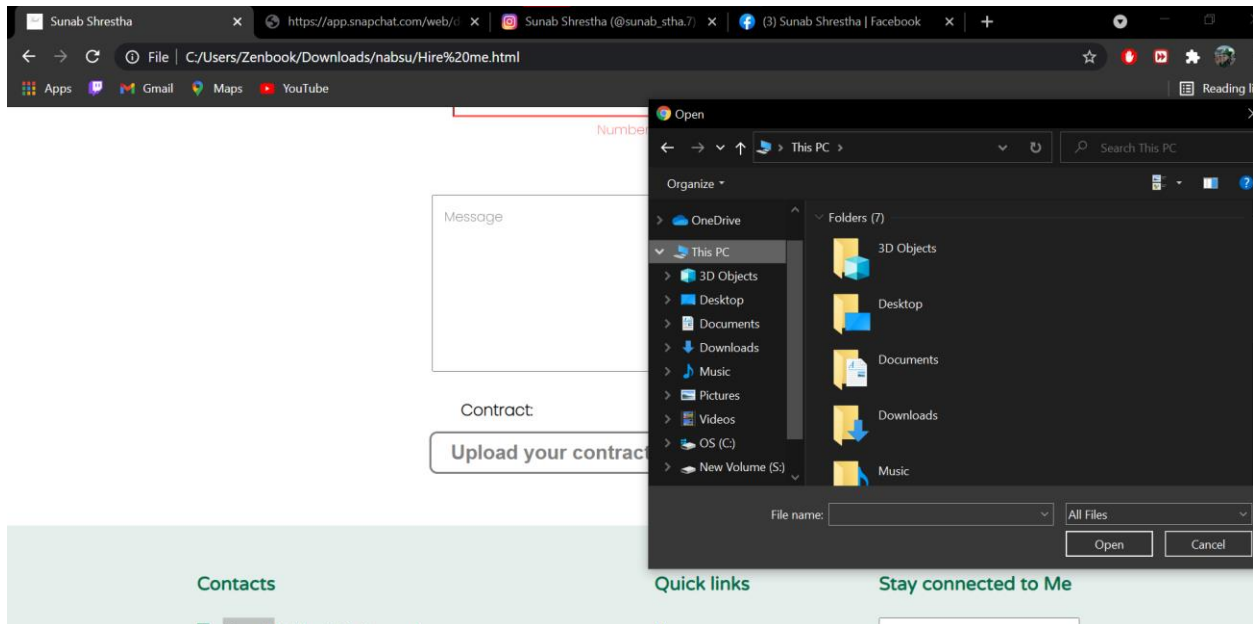 Sunab Shrestha
https://app.snapchat.com/web/d
Sunab Shrestha (@sunab_stha.7)
(3) Sunab Shrestha | Facebook
File
C:/Users/Zenbook/Downloads/nabsu/Hire%20me.html
Apps
Gmail
Maps
YouTube
Reading li
Number
Message
Contract:
Upload your contract
Open
This PC
Search This PC
Organize
OneDrive
This PC
3D Objects
Desktop
Documents
Downloads
Music
Pictures
Videos
OS (C:)
New Volume (S:)
Folders (7)
3D Objects
Desktop
Documents
Downloads
Music
File name:
All Files
Open
Cancel
Contacts
Quick links
Stay connected to Me